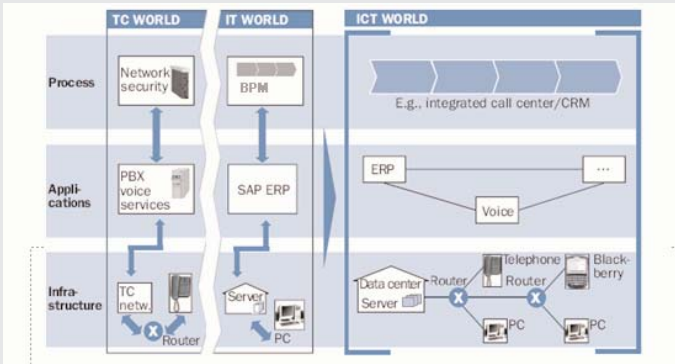 TC WORLD
IT WORLD
ICT WORLD
Process
Network
security
BPM
E.g., integrated call center/CRM
Appli-
cations
PBX
voice
services
SAP ERP
ERP
...
Voice
Infra-
structure
TC
netw.
X
Router
Server
PC
Data center
Server
Router
X
Telephone
PC
Router
X
Black-
berry
PC